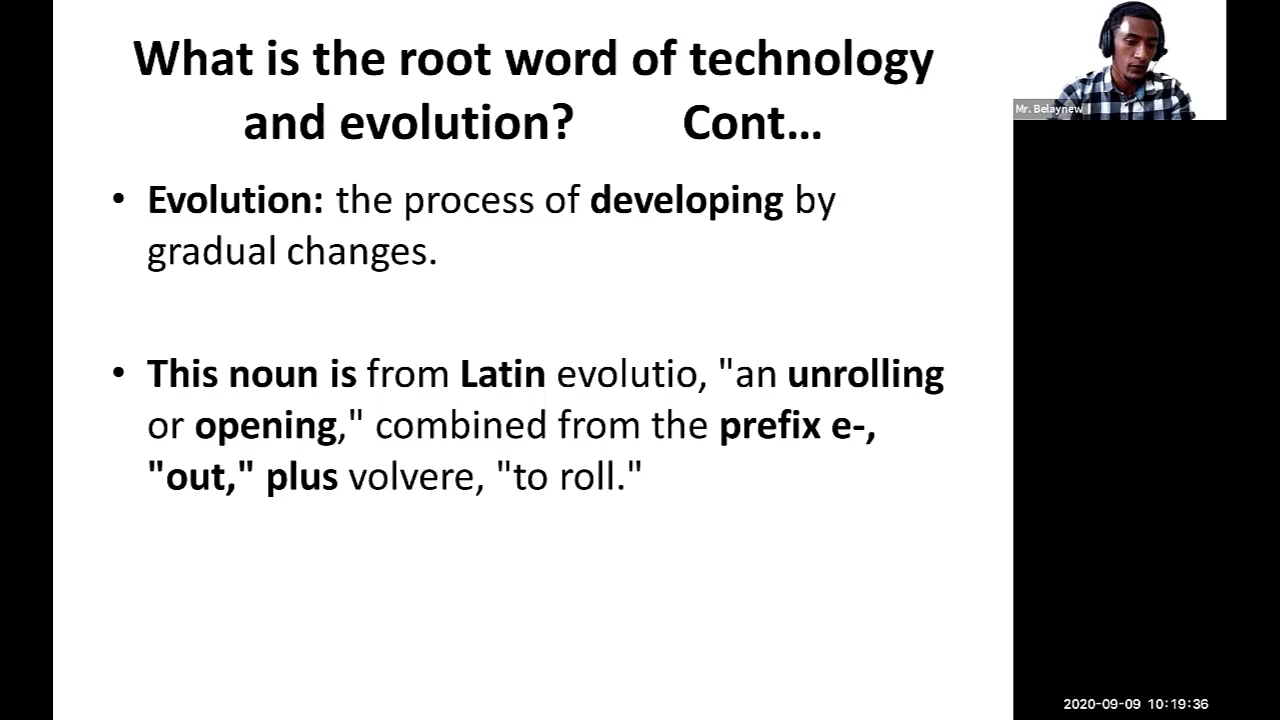 What is the root word of technology
and evolution? Cont...
• Evolution: the process of developing by
gradual changes.
• This noun is from Latin evolutio, "an unrolling
or opening," combined from the prefix e-,
"out," plus volvere, "to roll."
Mr. Belaynew
2020-09-09 10:19:36